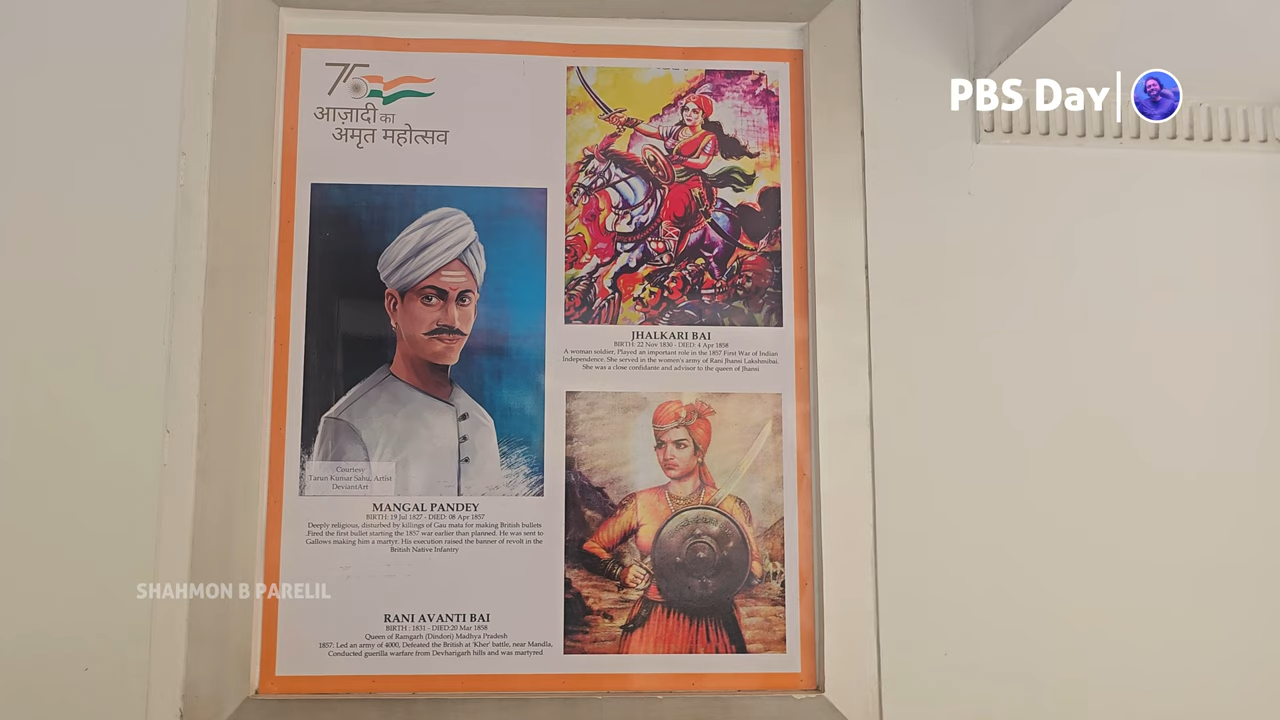 75
आज़ादी का
अमृत महोत्सव
PBS Day
JHALKARI BAI
BIRTH: 22 Nov 1830 - DIED: 4 Apr 1858
A woman soldier, Played an important role in the 1857 First War of Indian
Independence. She served in the women's army of Rani Jhansi Lakshmibai.
She was a close confidante and advisor to the queen of Jhansi
Courtesy
Tarun Kumar Sahu, Artist
DeviantArt
MANGAL PANDEY
BIRTH: 19 Jul 1827 - DIED: 08 Apr 1857
Deeply religious, disturbed by killings of Gau mata for making British bullets
.Fired the first bullet starting the 1857 war earlier than planned. He was sent to
Gallows making him a martyr. His execution raised the banner of revolt in the
British Native Infantry
SHAHMON B PARELIL
RANI AVANTI BAI
BIRTH : 1831 - DIED:20 Mar 1858
Queen of Ramgarh (Dindori) Madhya Pradesh
1857: Led an army of 4000, Defeated the British at 'Kher' battle, near Mandla,
Conducted guerilla warfare from Devharigarh hills and was martyred